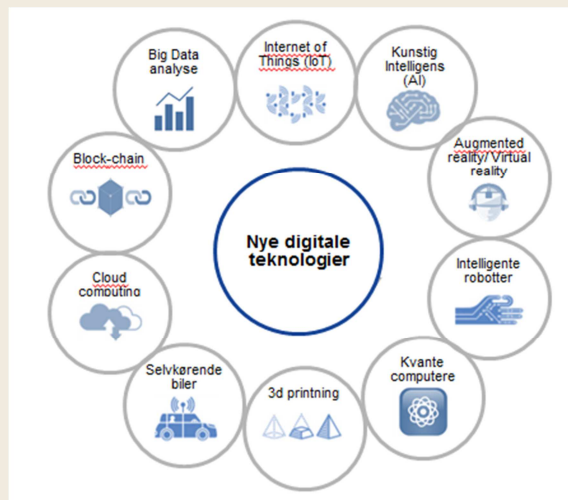 Internet of
Things (IoT)
Kunstig
Intelligens
(AI)
Augmented
reality/ Virtual
reality
Intelligente
robotter
Kvante
computere
3d printning
Selvkørende
biler
Cloud
computing
Block-chain
Big Data
analyse
Nye digitale
teknologier